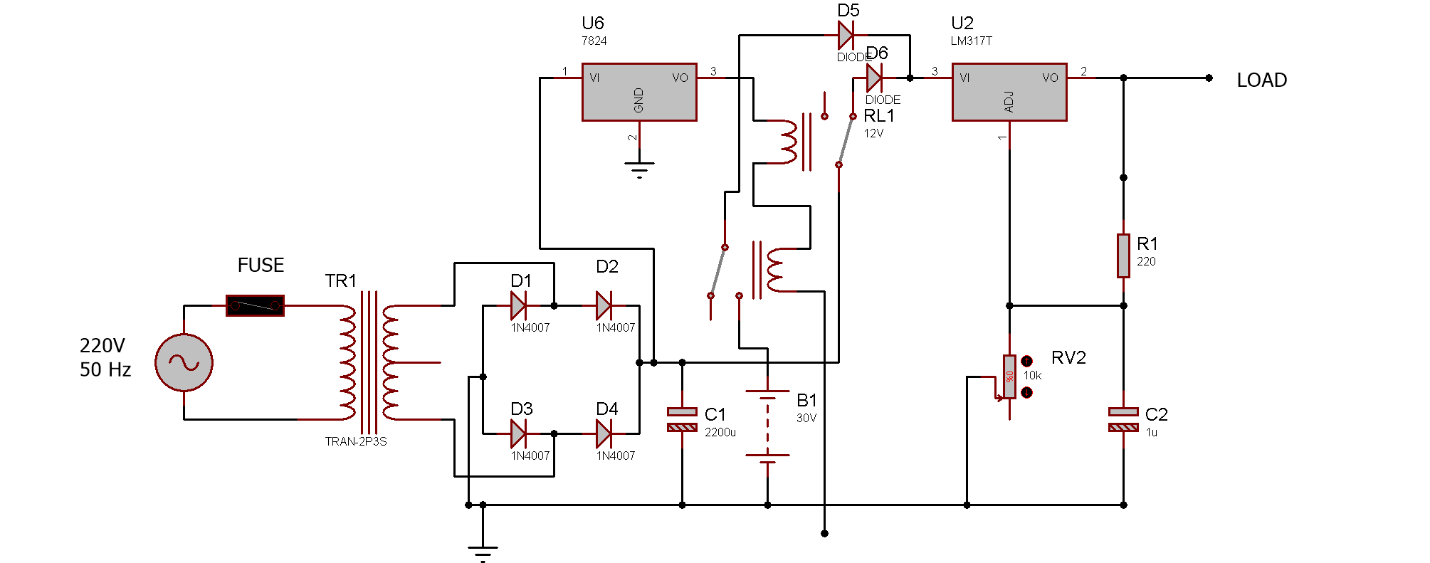 D5
DIODE
U6
7824
1
VI
VO
3
GND
2
D6
DIODE
U2
LM317T
3
VI
VO
2
ADJ
1
LOAD
RL1
12V
FUSE
TR1
TRAN-2P3S
220V
50 Hz
D1
1N4007
D2
1N4007
D3
1N4007
D4
1N4007
C1
2200u
B1
30V
R1
220
RV2
10k
C2
1u